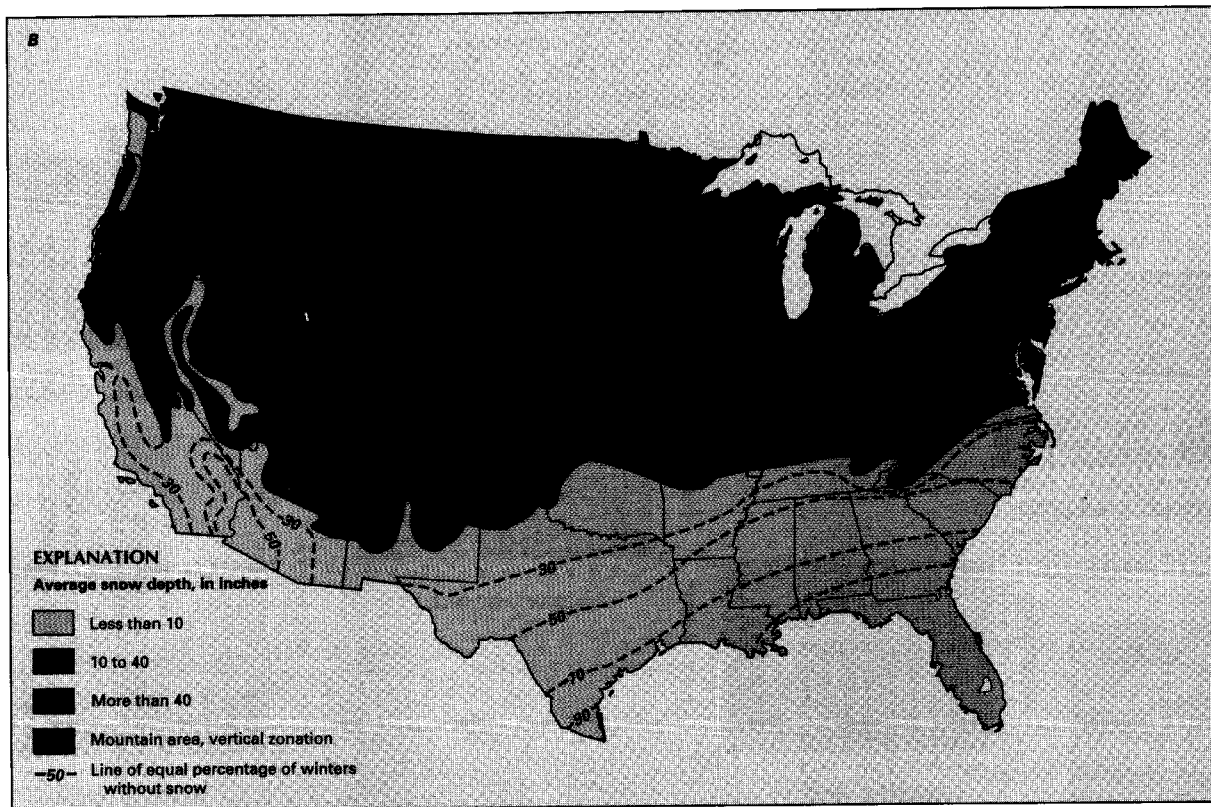 B
30
50
30
30
50
70
90
EXPLANATION
Average snow depth, in inches
Less than 10
10 to 40
More than 40
Mountain area, vertical zonation
–50– Line of equal percentage of winters
without snow